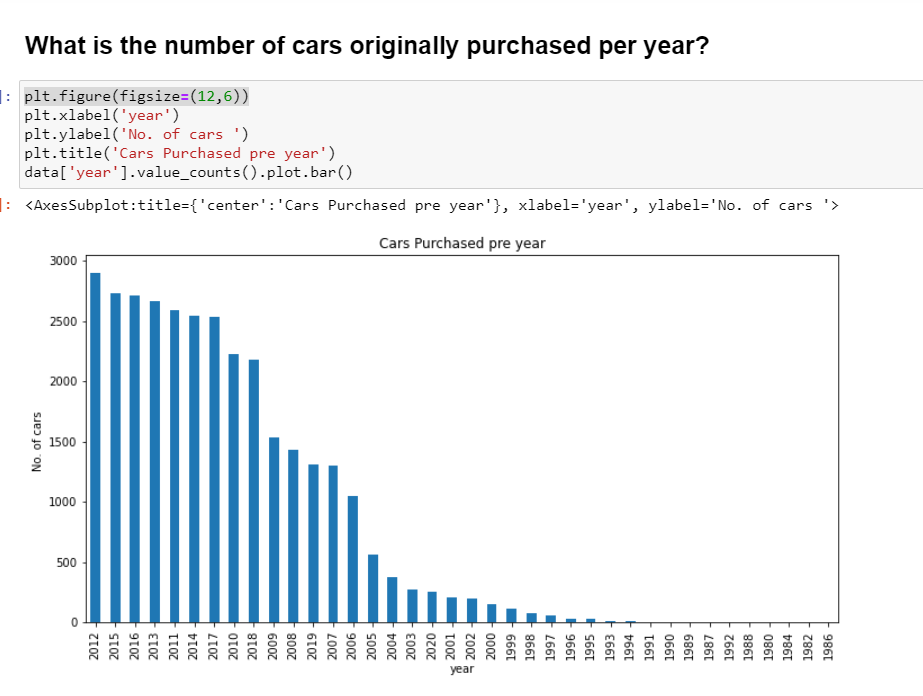 What is the number of cars originally purchased per year?
]: plt.figure(figsize=(12,6))
plt.xlabel('year')
plt.ylabel('No. of cars ')
plt.title('Cars Purchased pre year')
data['year'].value_counts().plot.bar()
]: <AxesSubplot:title={'center':'Cars Purchased pre year'}, xlabel='year', ylabel='No. of cars '>
Cars Purchased pre year
3000
2500
2000
1500
1000
500
0
No. of cars
2012 2015 2016 2013 2011 2014 2017 2010 2018 2009 2008 2019 2007 2006 2005 2004 2003 2020 2001 2002 2000 1999 1998 1997 1996 1995 1993 1994 1991 1990 1989 1987 1992 1988 1980 1984 1982 1986
year